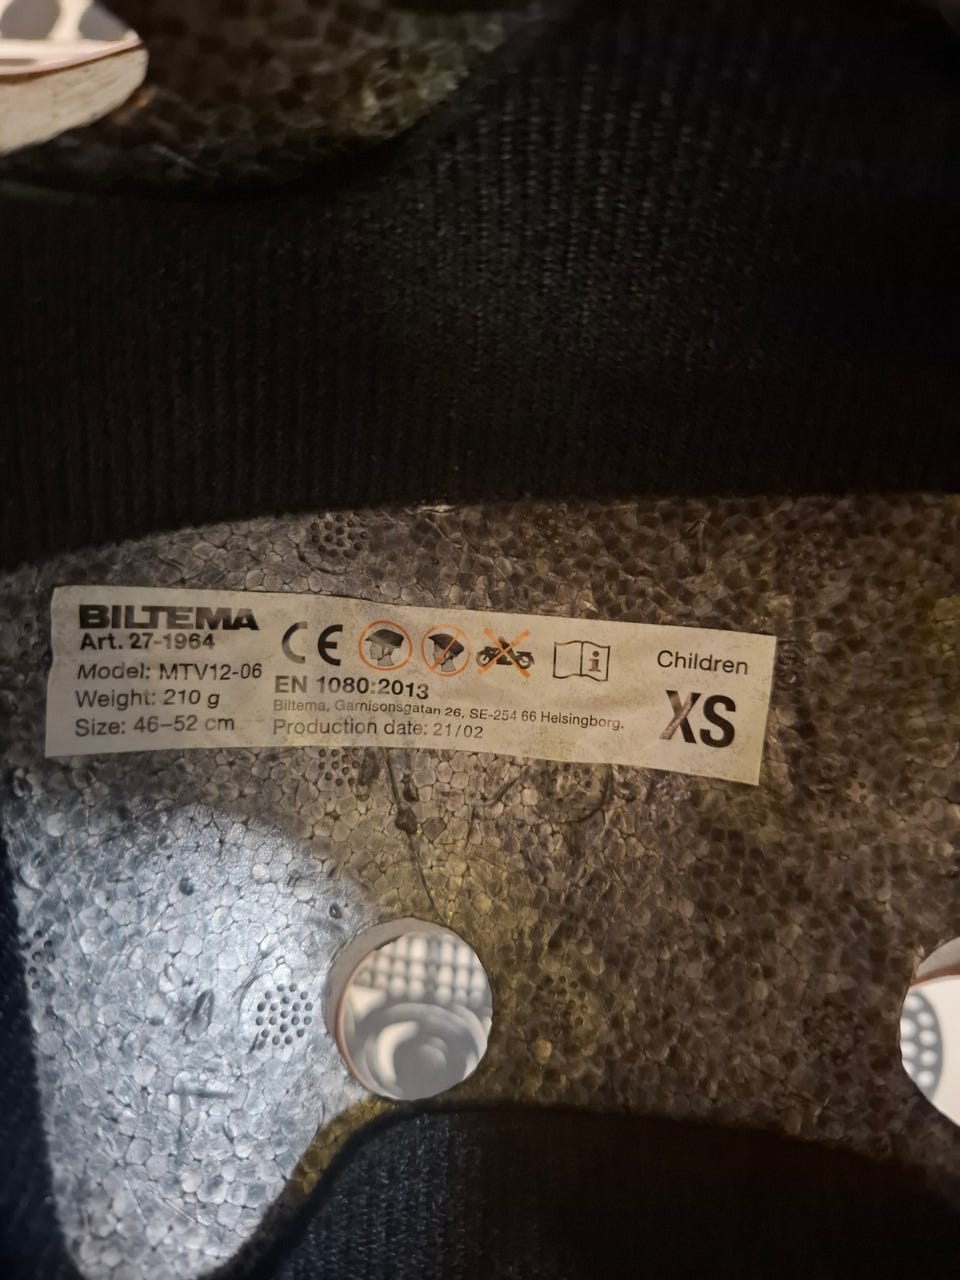 BILTEMA
Art. 27-1964
Model: MTV12-06
Weight: 210 g
Size: 46–52 cm
CE
EN 1080:2013
Biltema, Garnisonsgatan 26, SE-254 66 Helsingborg.
Production date: 21/02
i
Children
XS